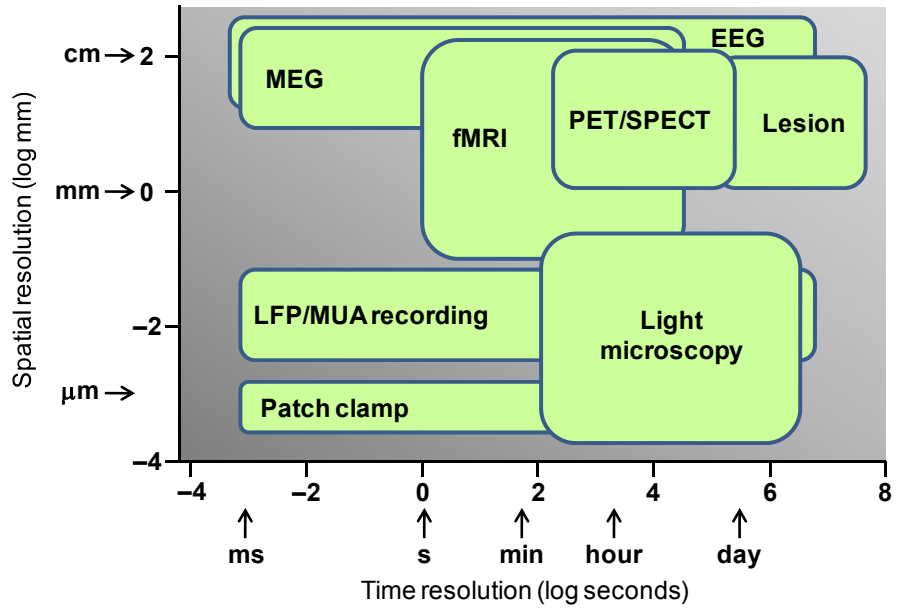 cm→ 2
mm→ 0
–2
μm →
–4
Spatial resolution (log mm)
EEG
MEG
fMRI
PET/SPECT
Lesion
LFP/MUA recording
Light
microscopy
Patch clamp
–4 –2 0 2 4 6 8
ms s min hour day
Time resolution (log seconds)